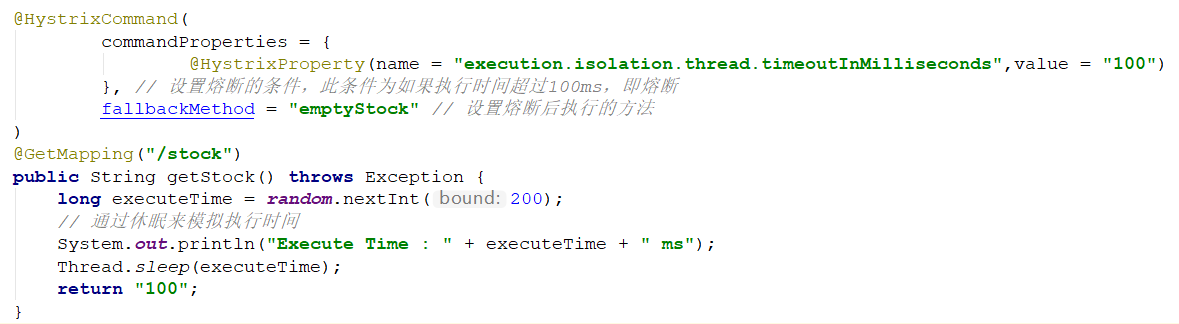 @HystrixCommand(
commandProperties = {
@HystrixProperty(name = "execution.isolation.thread.timeoutInMilliseconds",value = "100")
}, // 设置熔断的条件，此条件为如果执行时间超过100ms，即熔断
fallbackMethod = "emptyStock" // 设置熔断后执行的方法
)
@GetMapping("/stock")
public String getStock() throws Exception {
long executeTime = random.nextInt( bound: 200);
// 通过休眠来模拟执行时间
System.out.println("Execute Time : " + executeTime + " ms");
Thread.sleep(executeTime);
return "100";
}